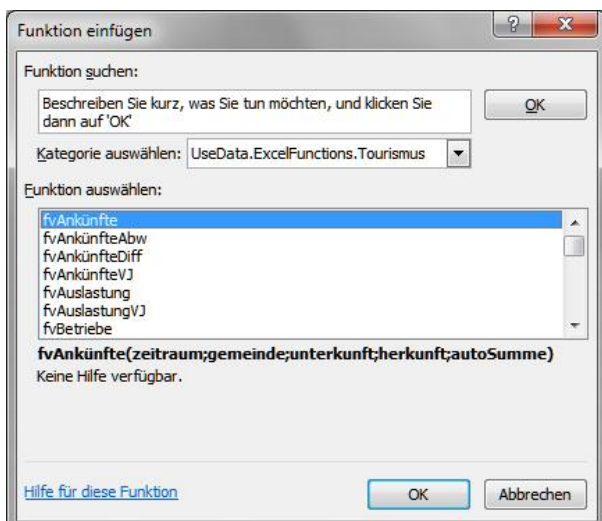 Funktion einfügen
Funktion suchen:
Beschreiben Sie kurz, was Sie tun möchten, und klicken Sie
dann auf 'OK'
OK
Kategorie auswählen: UseData.ExcelFunctions.Tourismus
Funktion auswählen:
fvAnkünfte
fvAnkünfteAbw
fvAnkünfteDiff
fvAnkünfteVJ
fvAuslastung
fvAuslastungVJ
fvBetriebe
fvAnkünfte(zeitraum;gemeinde;unterkunft;herkunft;autoSumme)
Keine Hilfe verfügbar.
Hilfe für diese Funktion
OK
Abbrechen